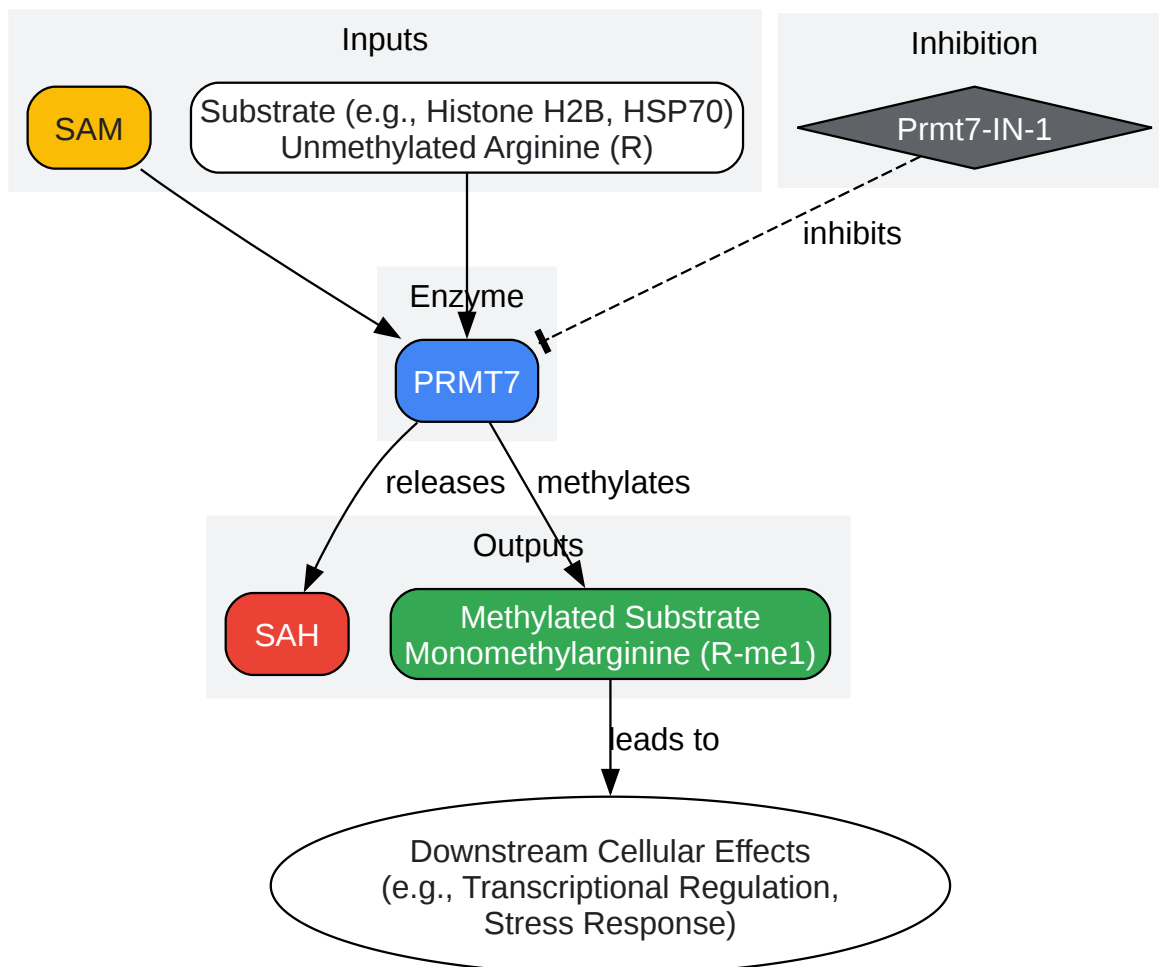 Inputs
Inhibition
SAM
Substrate (e.g., Histone H2B, HSP70)
Unmethylated Arginine (R)
Prmt7-IN-1
inhibits
Enzyme
PRMT7
releases
methylates
Outputs
SAH
Methylated Substrate
Monomethylarginine (R-me1)
leads to
Downstream Cellular Effects
(e.g., Transcriptional Regulation,
Stress Response)